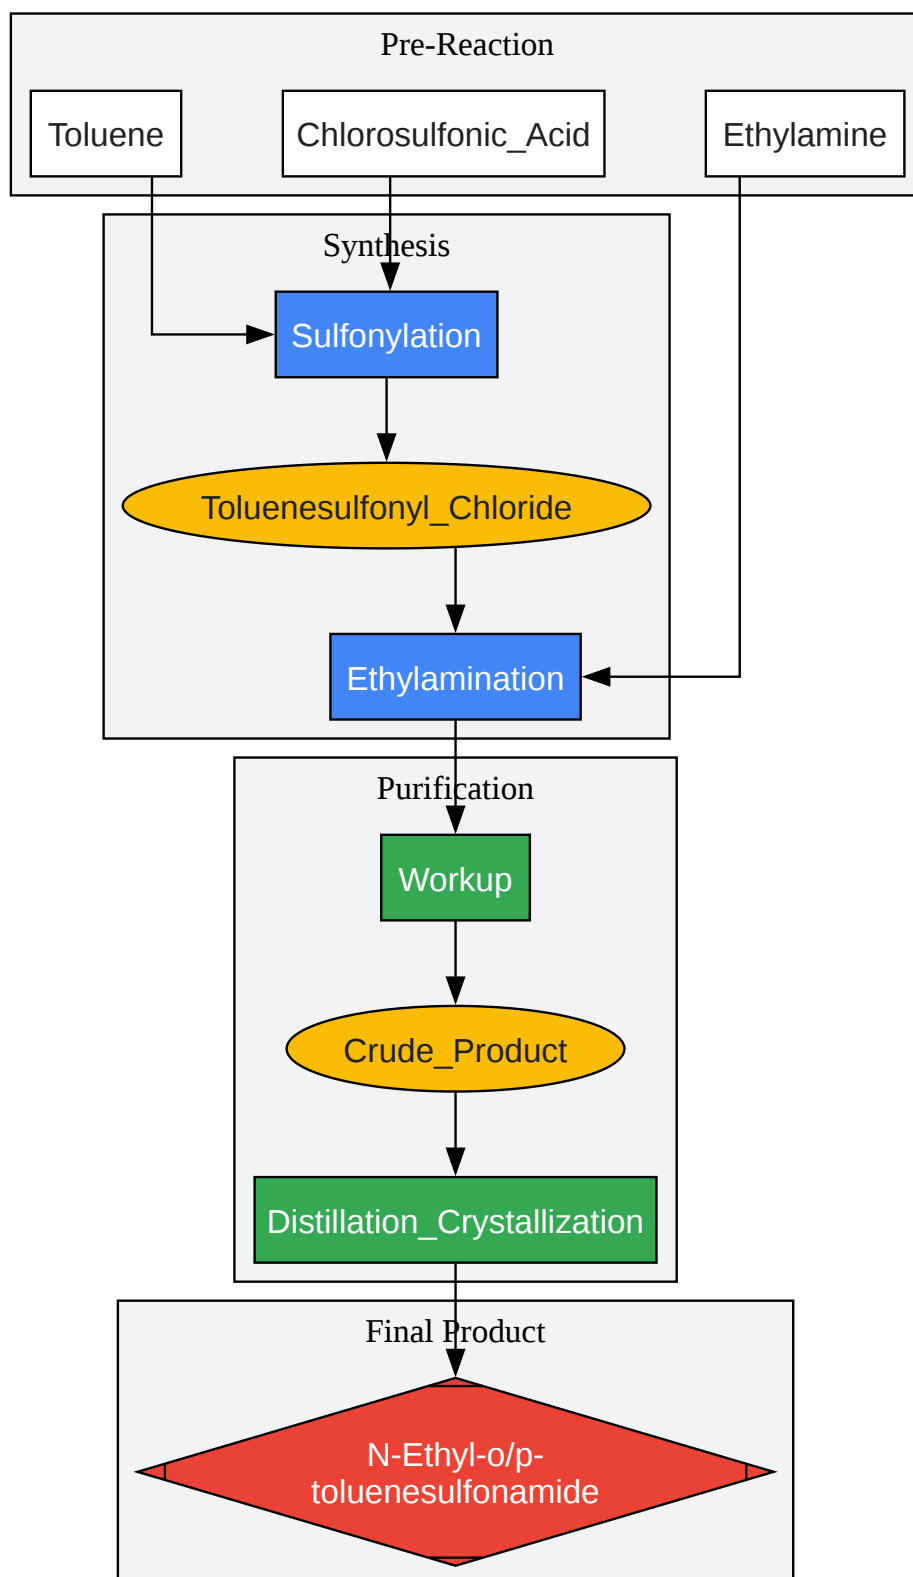 Pre-Reaction
Toluene
Chlorosulfonic_Acid
Ethylamine
Synthesis
Sulfonylation
Toluenesulfonyl_Chloride
Ethylamination
Purification
Workup
Crude_Product
Distillation_Crystallization
Final Product
N-Ethyl-o/p-
toluenesulfonamide